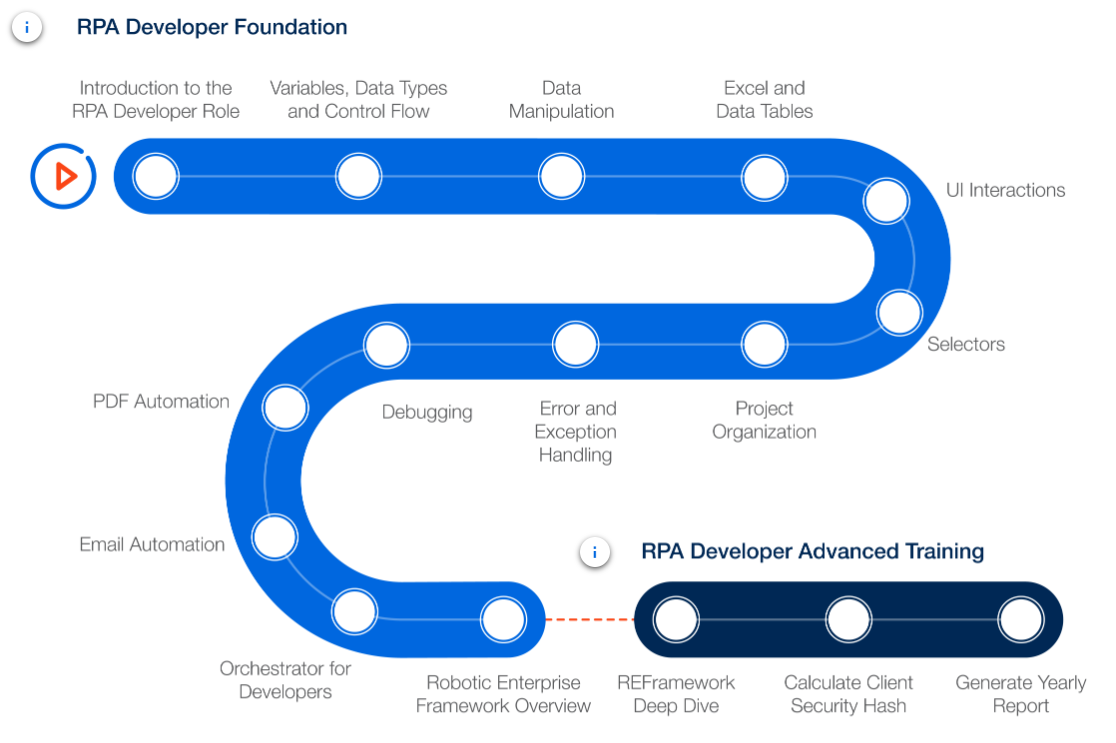 i
RPA Developer Foundation
Introduction to the
RPA Developer Role
Variables, Data Types
and Control Flow
Data
Manipulation
Excel and
Data Tables
UI Interactions
Selectors
Project
Organization
Error and
Exception
Handling
Debugging
PDF Automation
Email Automation
Orchestrator for
Developers
Robotic Enterprise
Framework Overview
i
RPA Developer Advanced Training
REFramework
Deep Dive
Calculate Client
Security Hash
Generate Yearly
Report